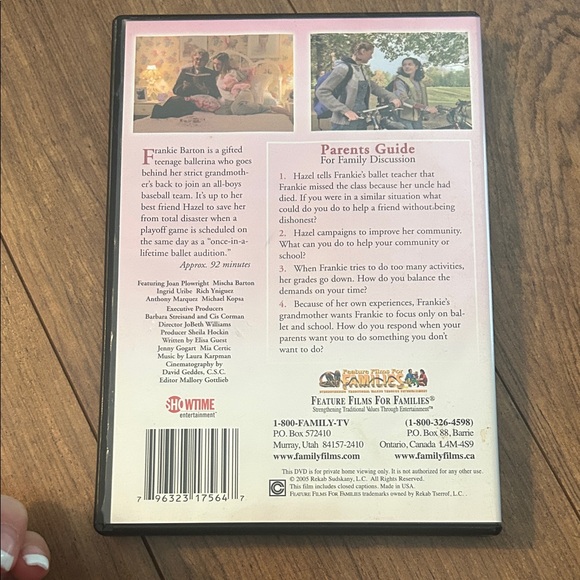 Frankie Barton is a gifted
teenage ballerina who goes
behind her strict grandmoth-
er's back to join an all-boys
baseball team. It's up to her
best friend Hazel to save her
from total disaster when a
playoff game is scheduled on
the same day as a "once-in-a-
lifetime ballet audition."
Approx. 92 minutes
Featuring Joan Plowright Mischa Barton
Ingrid Uribe Rich Yniguez
Anthony Marquez Michael Kopsa
Executive Producers
Barbara Streisand and Cis Corman
Director JoBeth Williams
Producer Sheila Hockin
Written by Elisa Guest
Jenny Gogart Mia Certic
Music by Laura Karpman
Cinematography by
David Geddes, C.S.C.
Editor Mallory Gottlieb
SHOWTIME
entertainment
7 96323 17564 7
Parents Guide
For Family Discussion
1. Hazel tells Frankie's ballet teacher that
Frankie missed the class because her uncle had
died. If you were in a similar situation what
could do you do to help a friend without being
dishonest?
2. Hazel campaigns to improve her community.
What can you do to help your community or
school?
3. When Frankie tries to do too many activities,
her grades go down. How do you balance the
demands on your time?
4. Because of her own experiences, Frankie's
grandmother wants Frankie to focus only on bal-
let and school. How do you respond when your
parents want you to do something you don't
want to do?
Feature Films For
FAMILIES
FEATURE FILMS FOR FAMILIES®
Strengthening Traditional Values Through Entertainment™
1-800-FAMILY-TV (1-800-326-4598)
P.O. Box 572410 P.O. Box 88, Barrie
Murray, Utah 84157-2410 Ontario, Canada L4M-4S9
www.familyfilms.com www.familyfilms.ca
This DVD is for private home viewing only. It is not authorized for any other use.
© 2005 Rekab Sudskany, L.C. All Rights Reserved.
This film includes closed captions. Made in USA.
FEATURE FILMS FOR FAMILIES trademarks owned by Rekab Tserrof, L.C.